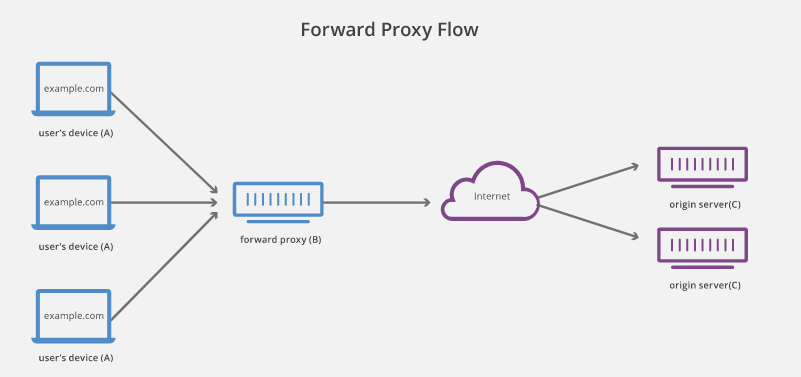 Forward Proxy Flow
example.com
user's device (A)
example.com
user's device (A)
example.com
user's device (A)
forward proxy (B)
Internet
origin server(C)
origin server(C)